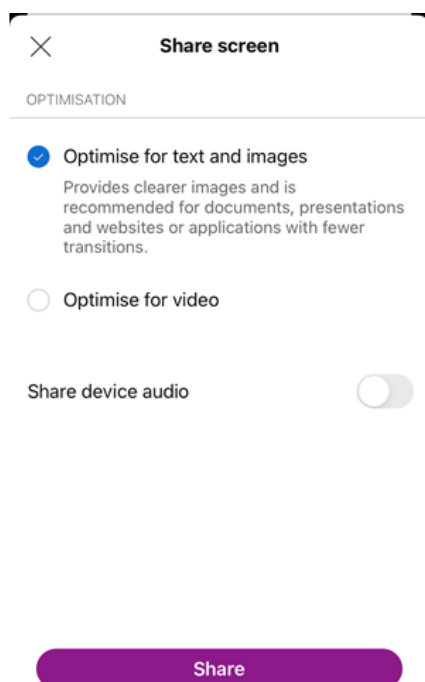 Share screen
OPTIMISATION
Optimise for text and images
Provides clearer images and is
recommended for documents, presentations
and websites or applications with fewer
transitions.
Optimise for video
Share device audio
Share